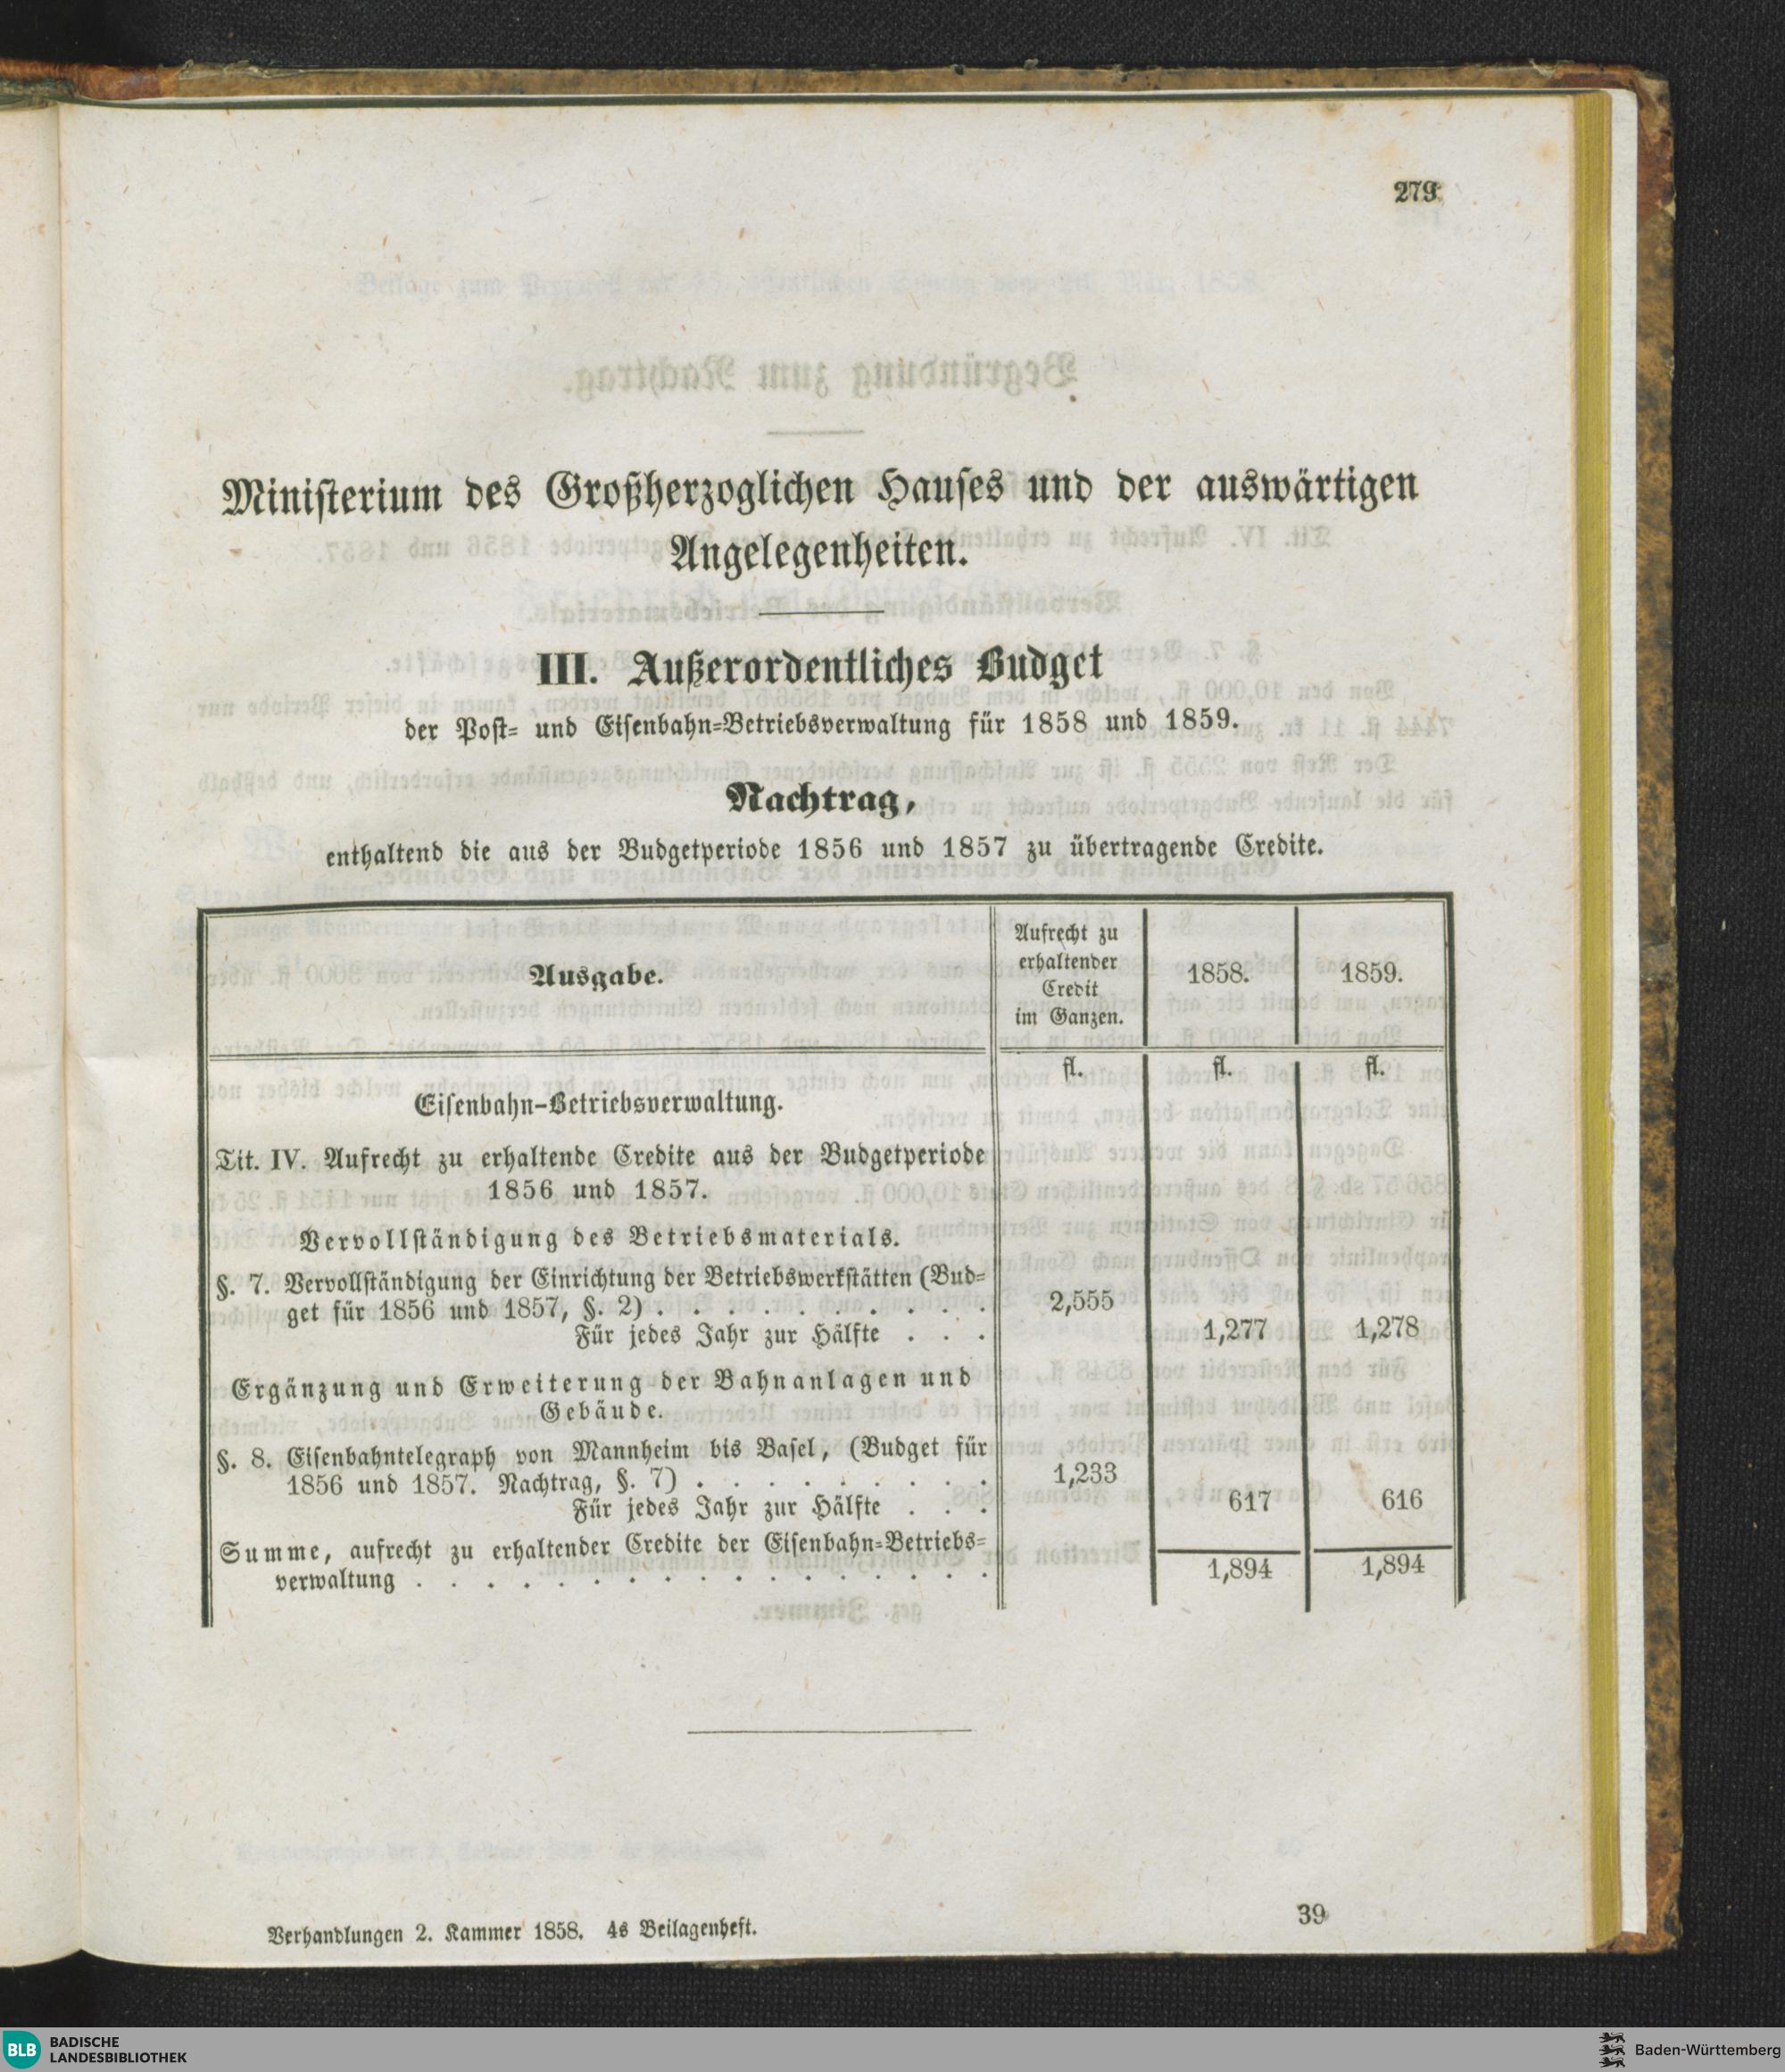 279
Ministerium des Großherzoglichen Hauses und der auswärtigen
Angelegenheiten.
III. Außerordentliches Budget
der Post- und Eisenbahn-Betriebsverwaltung für 1858 und 1859.
Nachtrag,
enthaltend die aus der Budgetperiode 1856 und 1857 zu übertragende Credite.
Ausgabe.
Aufrecht zu
erhaltender
Credit
im Ganzen.
1858.
1859.
fl. fl. fl.
Eisenbahn-Betriebsverwaltung.
Tit. IV. Aufrecht zu erhaltende Credite aus der Budgetperiode
1856 und 1857.
Vervollständigung des Betriebsmaterials.
§. 7. Vervollständigung der Einrichtung der Betriebswerkstätten (Bud-
get für 1856 und 1857, §. 2) . . . . . . . . . . 2,555
Für jedes Jahr zur Hälfte . . . 1,277 1,278
Ergänzung und Erweiterung der Bahnanlagen und
Gebäude.
§. 8. Eisenbahntelegraph von Mannheim bis Basel, (Budget für
1856 und 1857. Nachtrag, §. 7) . . . . . . . . . 1,233
Für jedes Jahr zur Hälfte . . . 617 616
Summe, aufrecht zu erhaltender Credite der Eisenbahn-Betriebs-
verwaltung . . . . . . . . . . . . . . . . . 1,894 1,894
Verhandlungen 2. Kammer 1858. 4s Beilagenheft.
39
BLB BADISCHE
LANDESBIBLIOTHEK
Baden-Württemberg